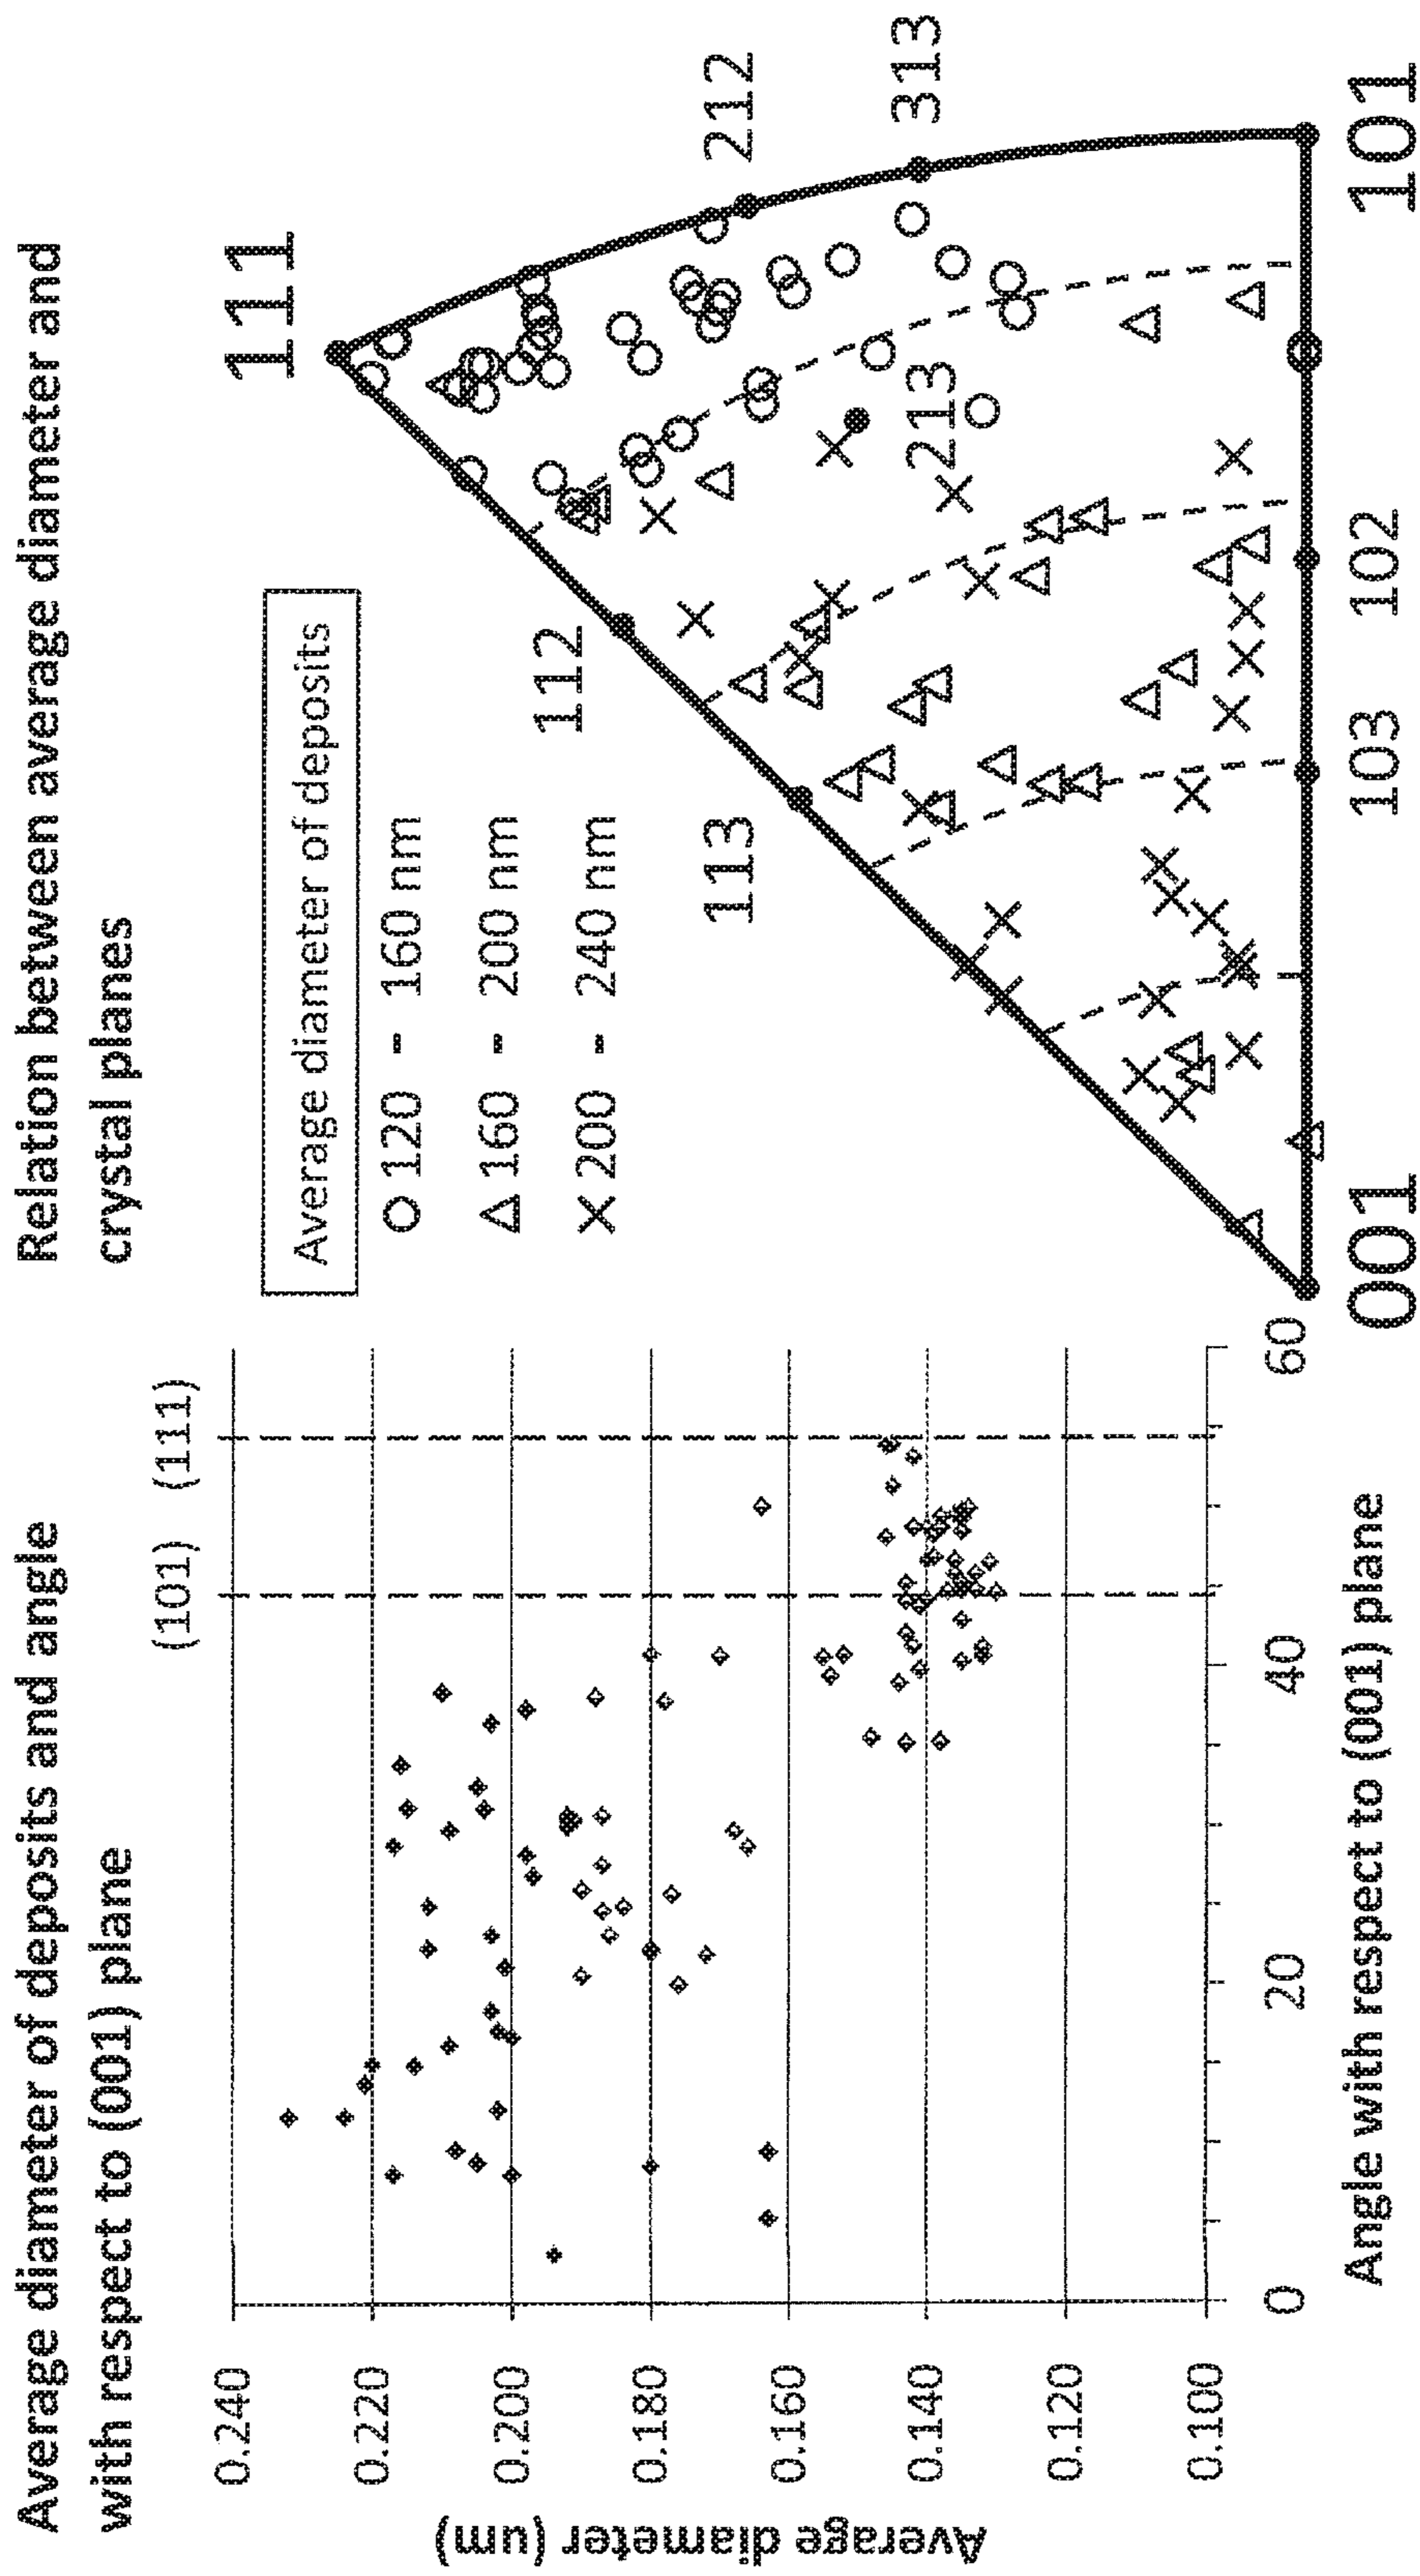 Average diameter of deposits and angle
with respect to (001) plane
(101) (111)
0.240
0.220
0.200
0.180
0.160
0.140
0.120
0.100
Average diameter (um)
0 20 40 60
Angle with respect to (001) plane
Relation between average diameter and
crystal planes
Average diameter of deposits
120 - 160 nm
160 - 200 nm
200 - 240 nm
111
212
313
213
112
113
001
103
102
101